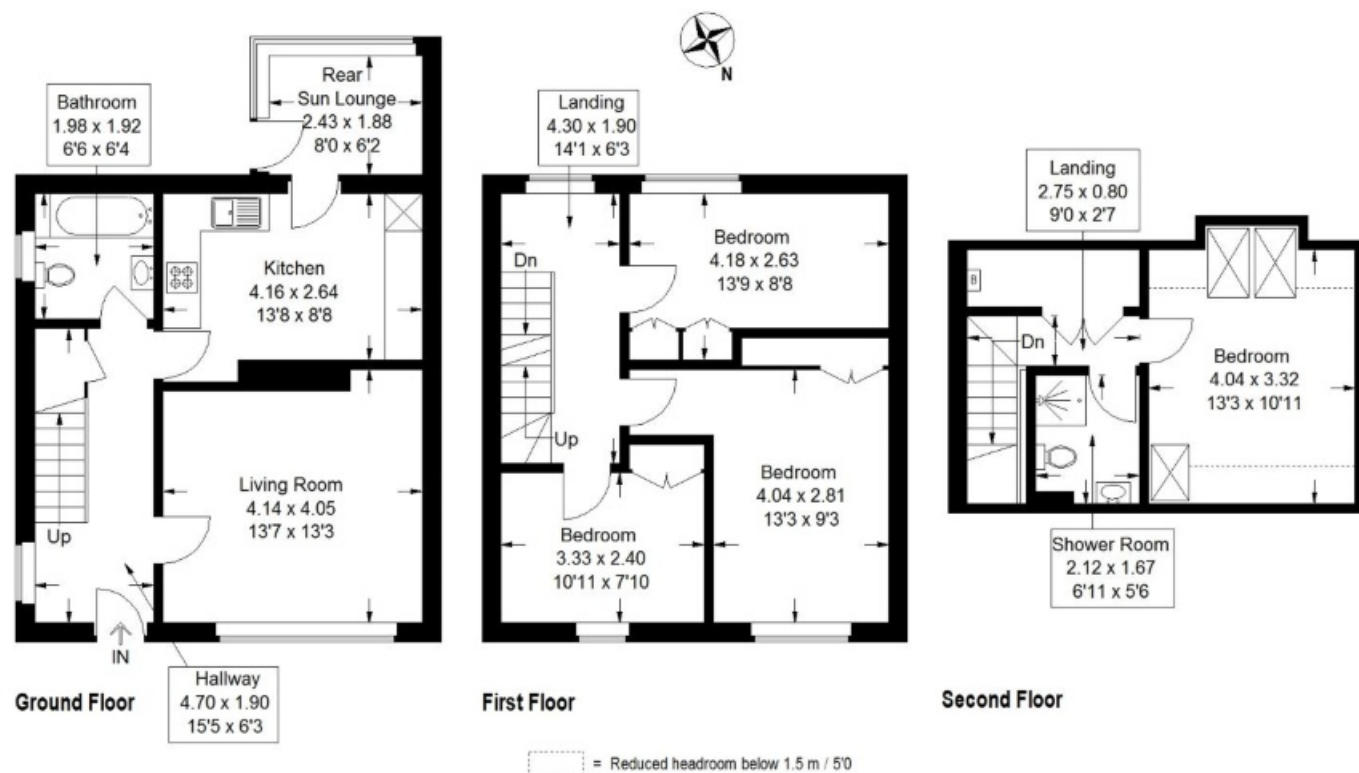 N
Rear
Sun Lounge
2.43 x 1.88
8'0 x 6'2
Bathroom
1.98 x 1.92
6'6 x 6'4
Kitchen
4.16 x 2.64
13'8 x 8'8
Living Room
4.14 x 4.05
13'7 x 13'3
Up
IN
Hallway
4.70 x 1.90
15'5 x 6'3
Ground Floor
Landing
4.30 x 1.90
14'1 x 6'3
Dn
Bedroom
4.18 x 2.63
13'9 x 8'8
Up
Bedroom
4.04 x 2.81
13'3 x 9'3
Bedroom
3.33 x 2.40
10'11 x 7'10
First Floor
Landing
2.75 x 0.80
9'0 x 2'7
B
Dn
Bedroom
4.04 x 3.32
13'3 x 10'11
Shower Room
2.12 x 1.67
6'11 x 5'6
Second Floor
= Reduced headroom below 1.5 m / 5'0